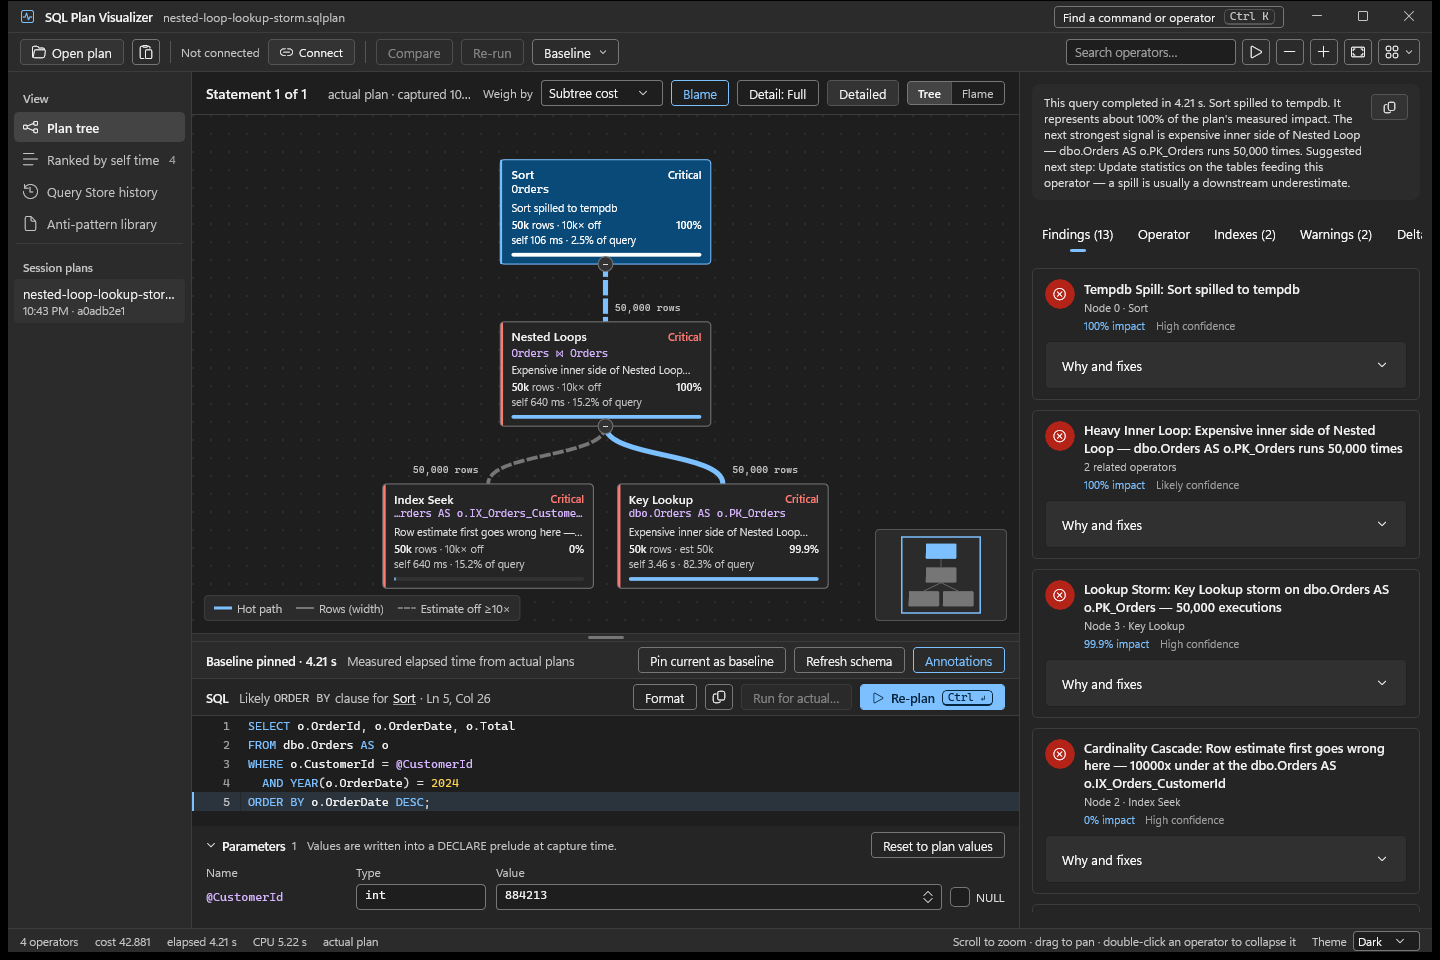 SQL Plan Visualizer nested-loop-lookup-storm.sqlplan
Find a command or operator Ctrl K
Open plan
Not connected
Connect
Compare
Re-run
Baseline
Search operators...
View
Plan tree
Ranked by self time 4
Query Store history
Anti-pattern library
Session plans
nested-loop-lookup-stor...
10:43 PM · a0adb2e1
Statement 1 of 1 actual plan · captured 10...
Weigh by Subtree cost
Blame
Detail: Full
Detailed
Tree Flame
Sort Critical
Orders
Sort spilled to tempdb
50k rows · 10k× off 100%
self 106 ms · 2.5% of query
50,000 rows
Nested Loops Critical
Orders ⋈ Orders
Expensive inner side of Nested Loop...
50k rows · 10k× off 100%
self 640 ms · 15.2% of query
50,000 rows
50,000 rows
Index Seek Critical
…rders AS o.IX_Orders_Custome…
Row estimate first goes wrong here —...
50k rows · 10k× off 0%
self 640 ms · 15.2% of query
Key Lookup Critical
dbo.Orders AS o.PK_Orders
Expensive inner side of Nested Loop...
50k rows · est 50k 99.9%
self 3.46 s · 82.3% of query
Hot path
Rows (width)
Estimate off ≥10×
Baseline pinned · 4.21 s Measured elapsed time from actual plans
Pin current as baseline
Refresh schema
Annotations
SQL Likely ORDER BY clause for Sort · Ln 5, Col 26
Format
Run for actual...
Re-plan Ctrl ↵
1 SELECT o.OrderId, o.OrderDate, o.Total
2 FROM dbo.Orders AS o
3 WHERE o.CustomerId = @CustomerId
4 AND YEAR(o.OrderDate) = 2024
5 ORDER BY o.OrderDate DESC;
Parameters 1 Values are written into a DECLARE prelude at capture time.
Reset to plan values
Name Type Value
@CustomerId int 884213 NULL
This query completed in 4.21 s. Sort spilled to tempdb. It
represents about 100% of the plan's measured impact. The
next strongest signal is expensive inner side of Nested Loop
— dbo.Orders AS o.PK_Orders runs 50,000 times. Suggested
next step: Update statistics on the tables feeding this
operator — a spill is usually a downstream underestimate.
Findings (13) Operator Indexes (2) Warnings (2) Delta
Tempdb Spill: Sort spilled to tempdb
Node 0 · Sort
100% impact High confidence
Why and fixes
Heavy Inner Loop: Expensive inner side of Nested
Loop — dbo.Orders AS o.PK_Orders runs 50,000 times
2 related operators
100% impact Likely confidence
Why and fixes
Lookup Storm: Key Lookup storm on dbo.Orders AS
o.PK_Orders — 50,000 executions
Node 3 · Key Lookup
99.9% impact High confidence
Why and fixes
Cardinality Cascade: Row estimate first goes wrong
here — 10000x under at the dbo.Orders AS
o.IX_Orders_CustomerId
Node 2 · Index Seek
0% impact High confidence
Why and fixes
4 operators cost 42.881 elapsed 4.21 s CPU 5.22 s actual plan
Scroll to zoom · drag to pan · double-click an operator to collapse it
Theme Dark